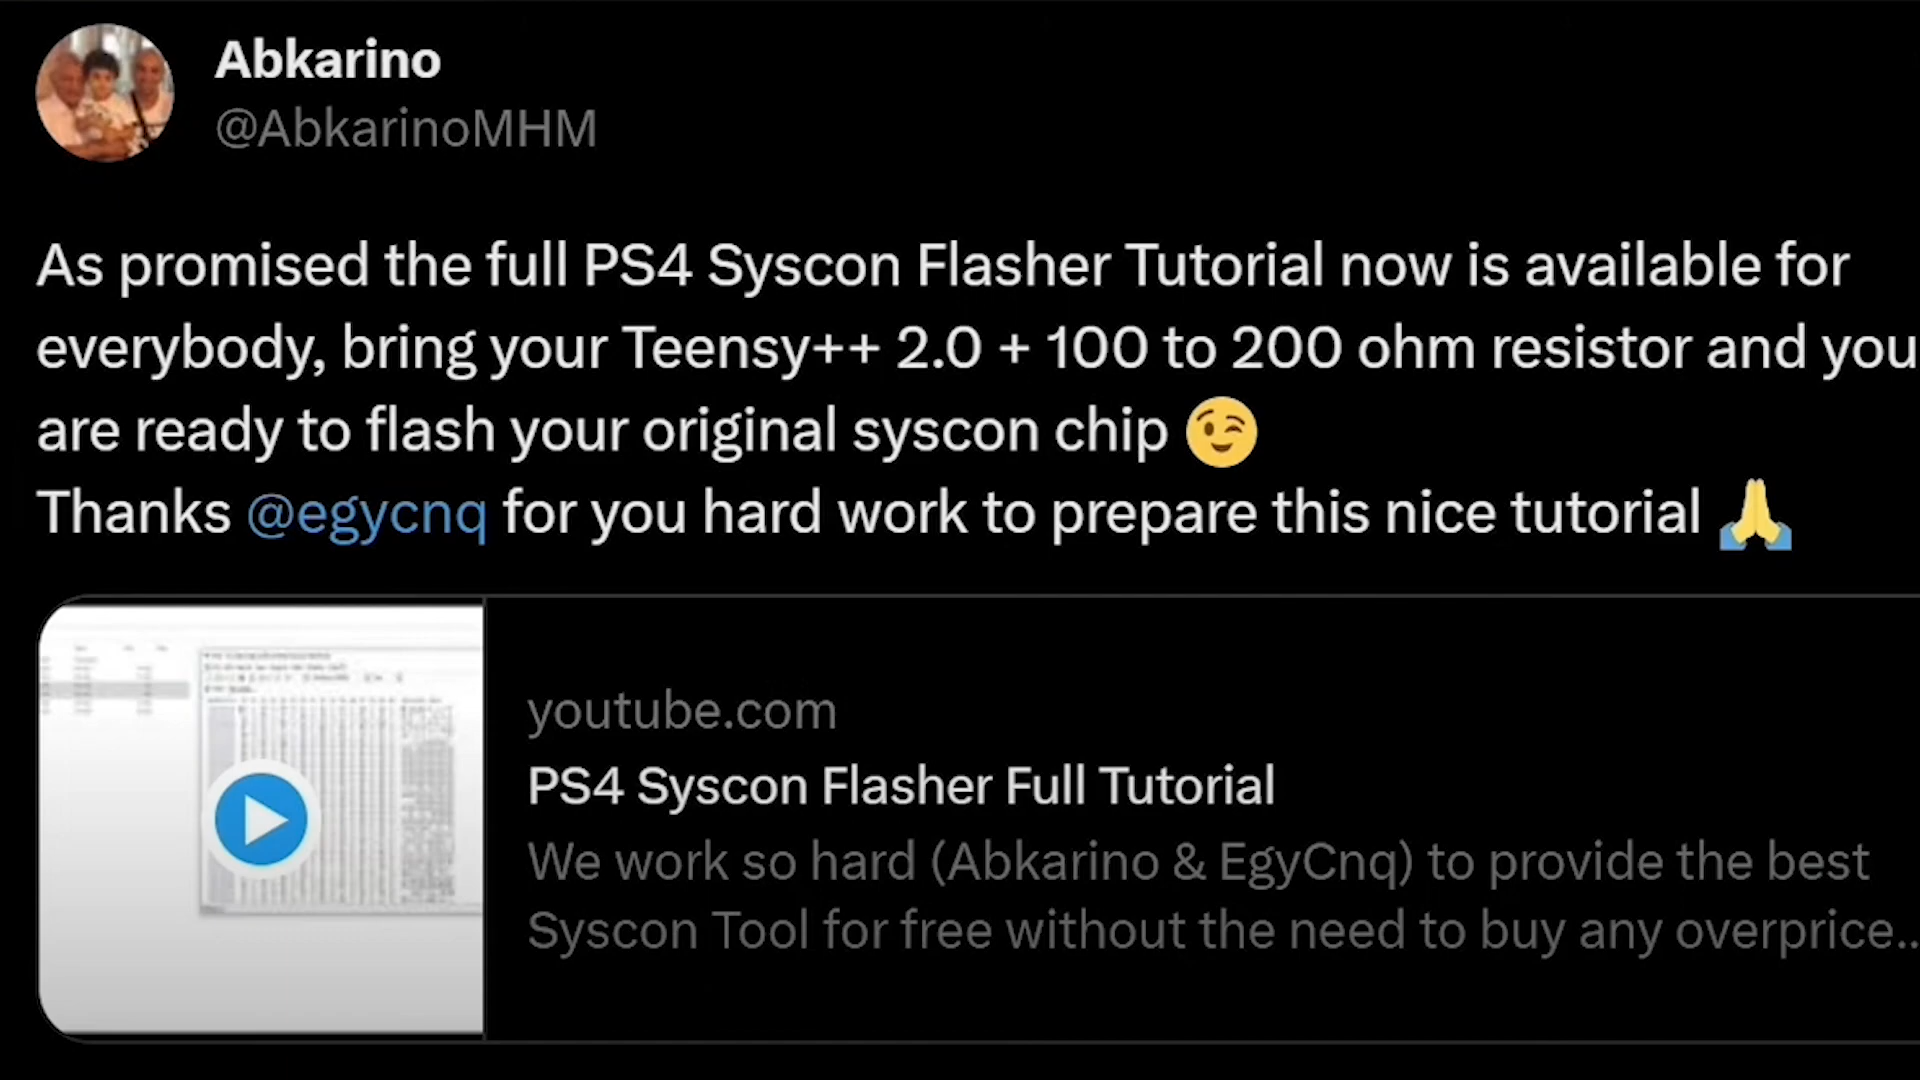 Abkarino
@AbkarinoMHM
As promised the full PS4 Syscon Flasher Tutorial now is available for
everybody, bring your Teensy++ 2.0 + 100 to 200 ohm resistor and you
are ready to flash your original syscon chip 😉
Thanks @egycnq for you hard work to prepare this nice tutorial 🙏
youtube.com
PS4 Syscon Flasher Full Tutorial
We work so hard (Abkarino & EgyCnq) to provide the best
Syscon Tool for free without the need to buy any overprice..